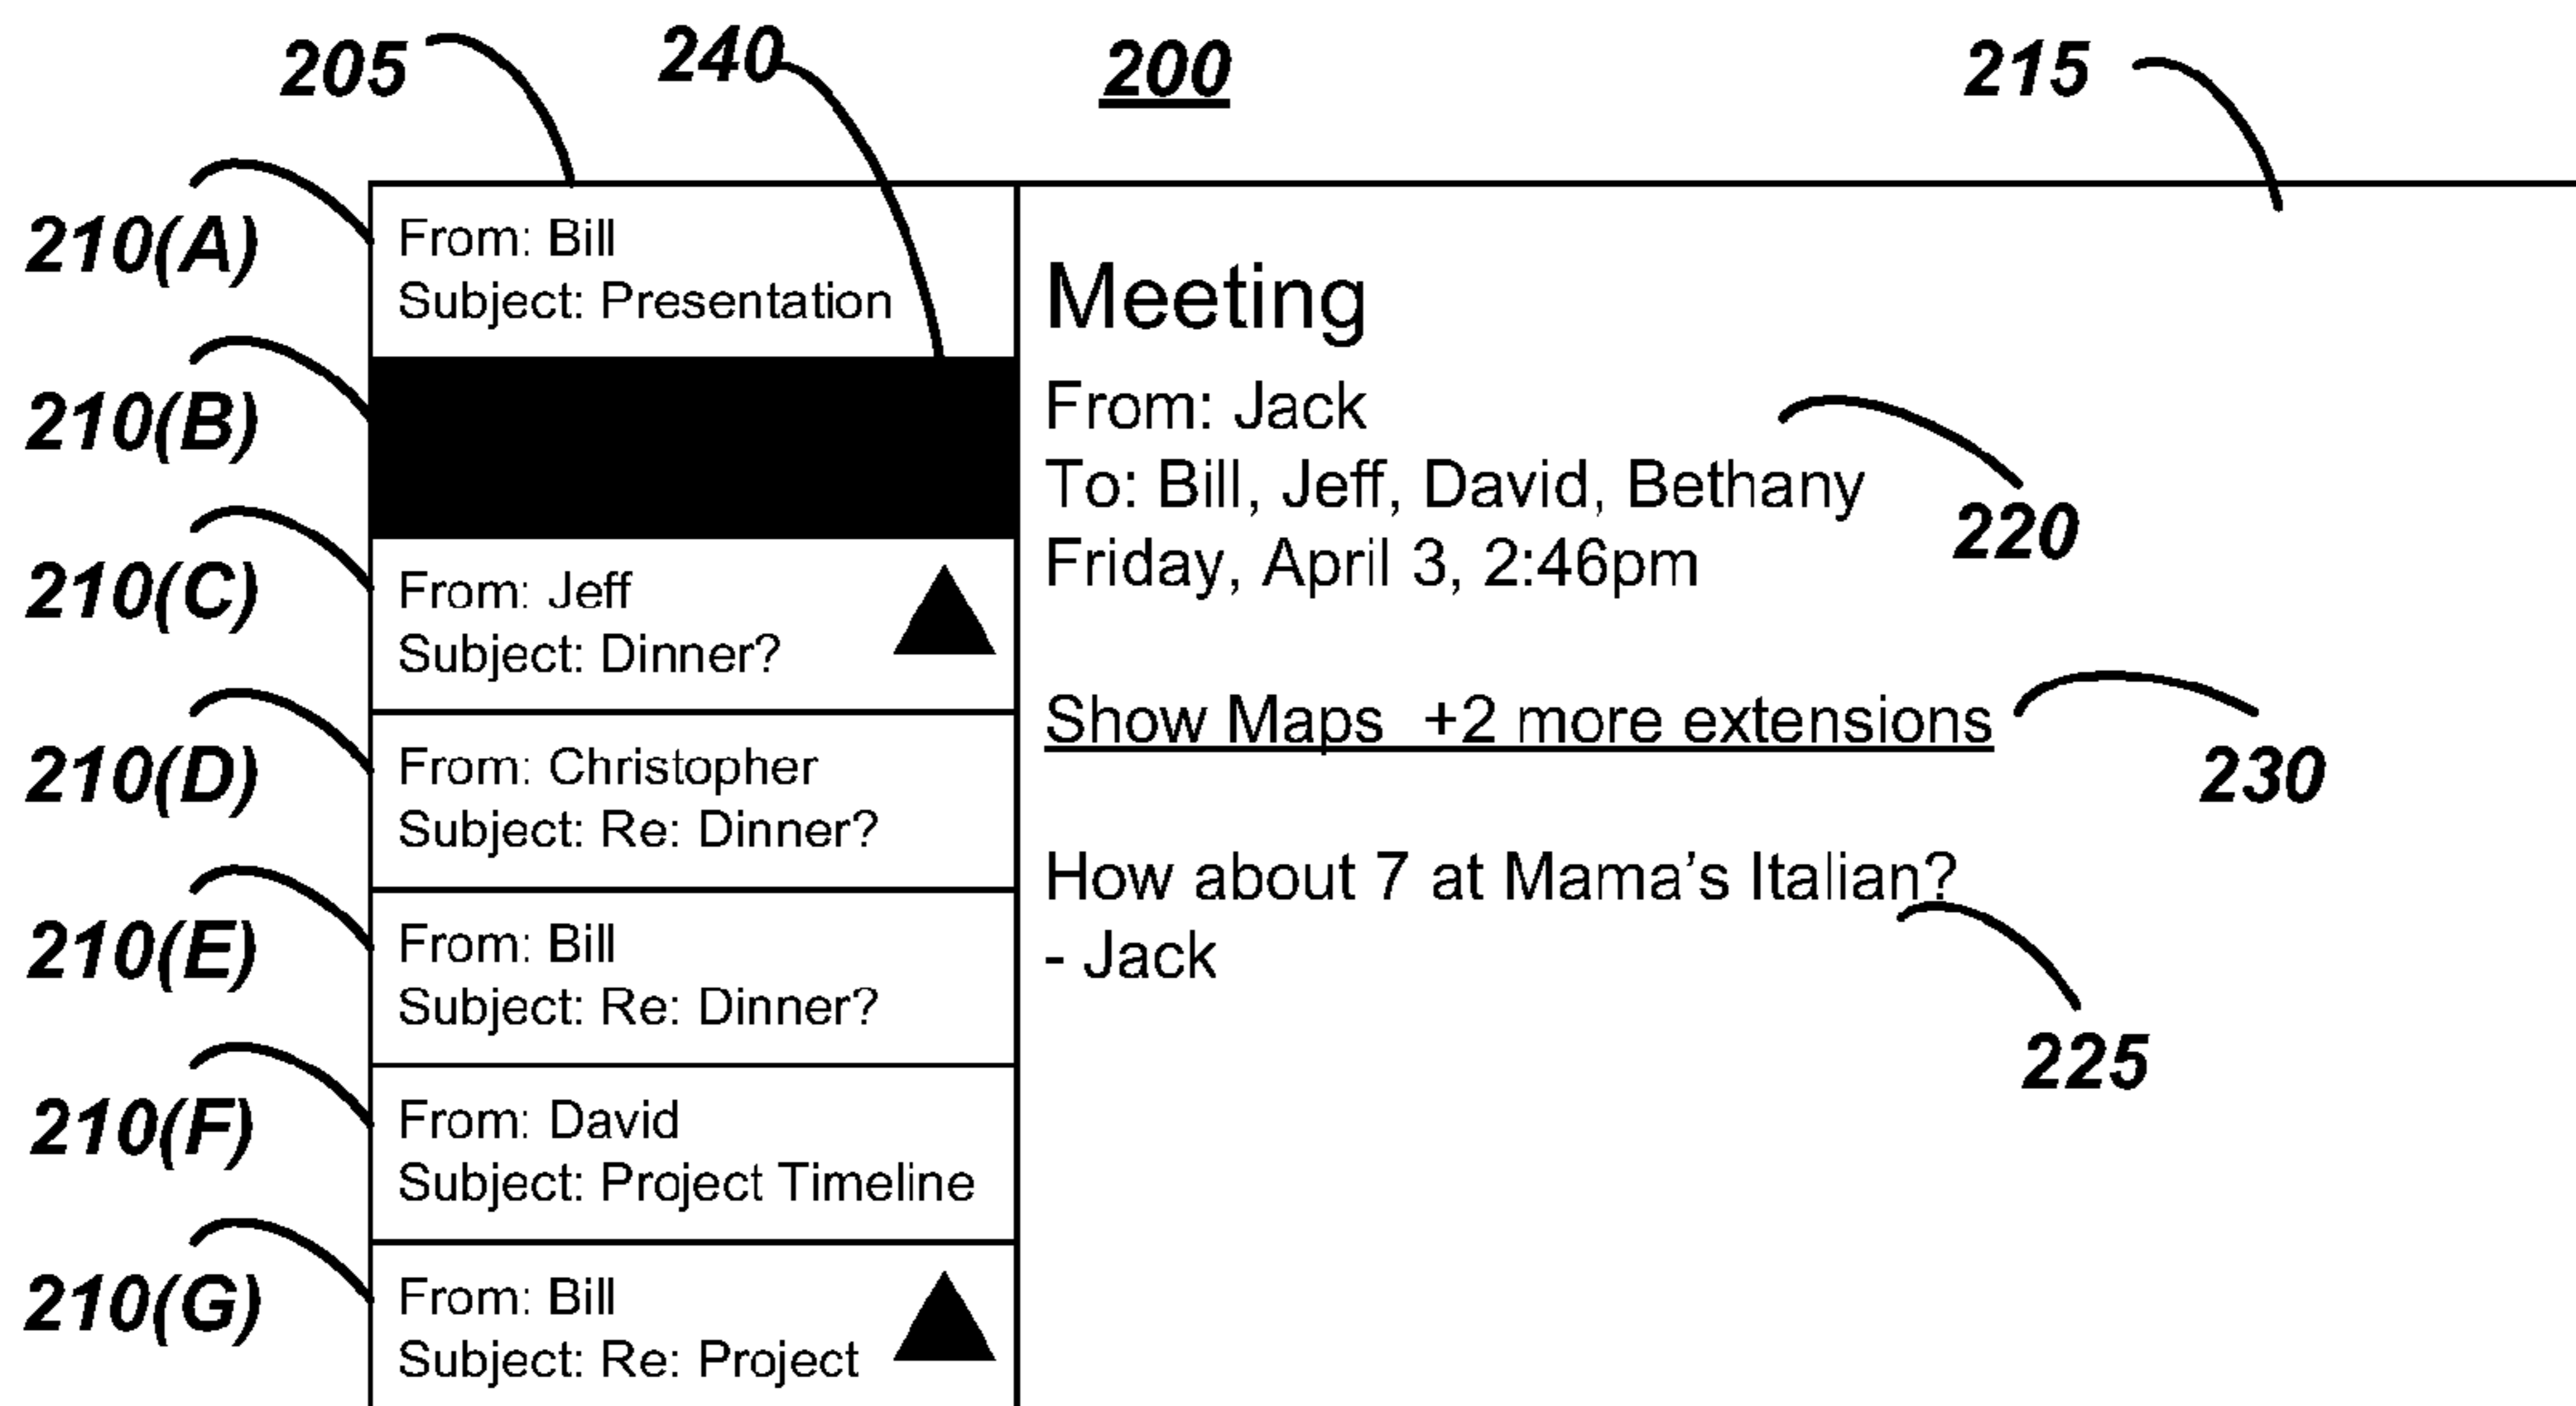 205 240 200 215
210(A)
From: Bill
Subject: Presentation
210(B)
210(C)
From: Jeff
Subject: Dinner?
210(D)
From: Christopher
Subject: Re: Dinner?
210(E)
From: Bill
Subject: Re: Dinner?
210(F)
From: David
Subject: Project Timeline
210(G)
From: Bill
Subject: Re: Project
Meeting
From: Jack
To: Bill, Jeff, David, Bethany
220
Friday, April 3, 2:46pm
Show Maps +2 more extensions
230
How about 7 at Mama's Italian?
- Jack
225